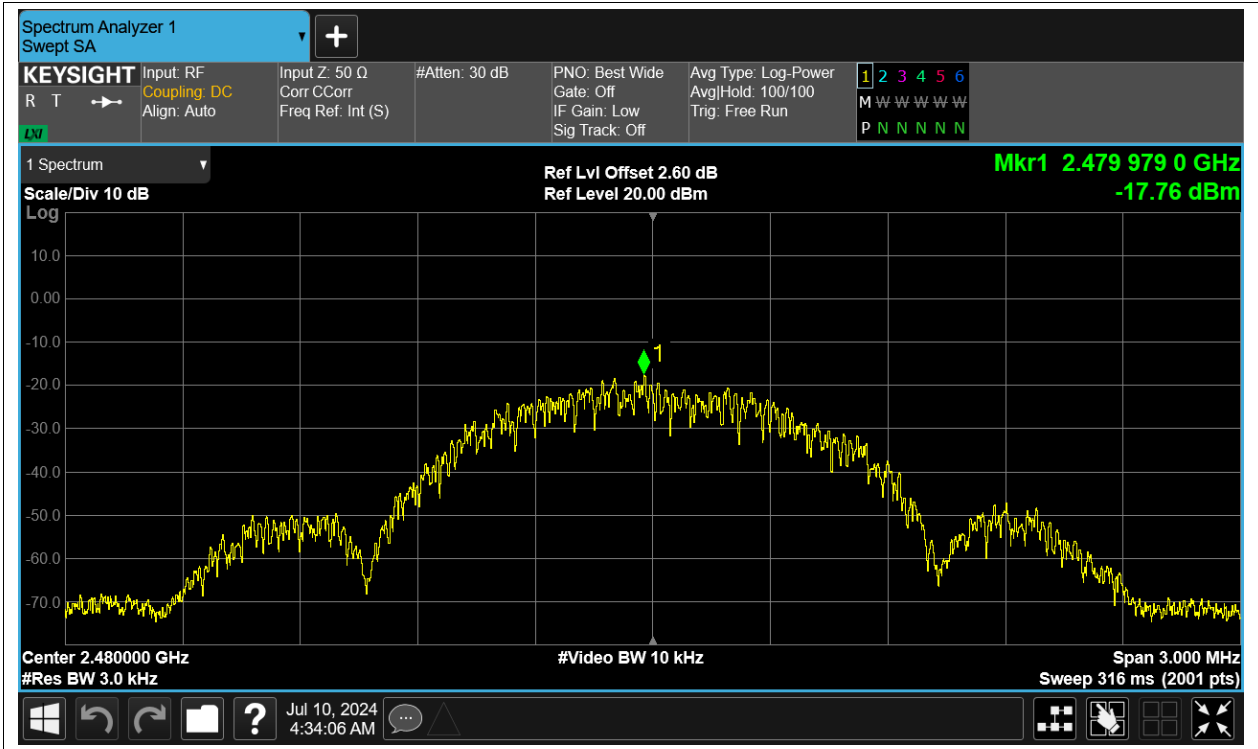 Spectrum Analyzer 1
Swept SA
KEYSIGHT
R T
LXI
Input: RF
Coupling: DC
Align: Auto
Input Z: 50 Ω
Corr CCorr
Freq Ref: Int (S)
#Atten: 30 dB
PNO: Best Wide
Gate: Off
IF Gain: Low
Sig Track: Off
Avg Type: Log-Power
Avg|Hold: 100/100
Trig: Free Run
1 2 3 4 5 6
M W W W W W
P N N N N N
1 Spectrum
Scale/Div 10 dB
Log
Ref Lvl Offset 2.60 dB
Ref Level 20.00 dBm
Mkr1 2.479 979 0 GHz
-17.76 dBm
10.0
0.00
-10.0
-20.0
-30.0
-40.0
-50.0
-60.0
-70.0
1
Center 2.480000 GHz
#Res BW 3.0 kHz
#Video BW 10 kHz
Span 3.000 MHz
Sweep 316 ms (2001 pts)
?
Jul 10, 2024
4:34:06 AM